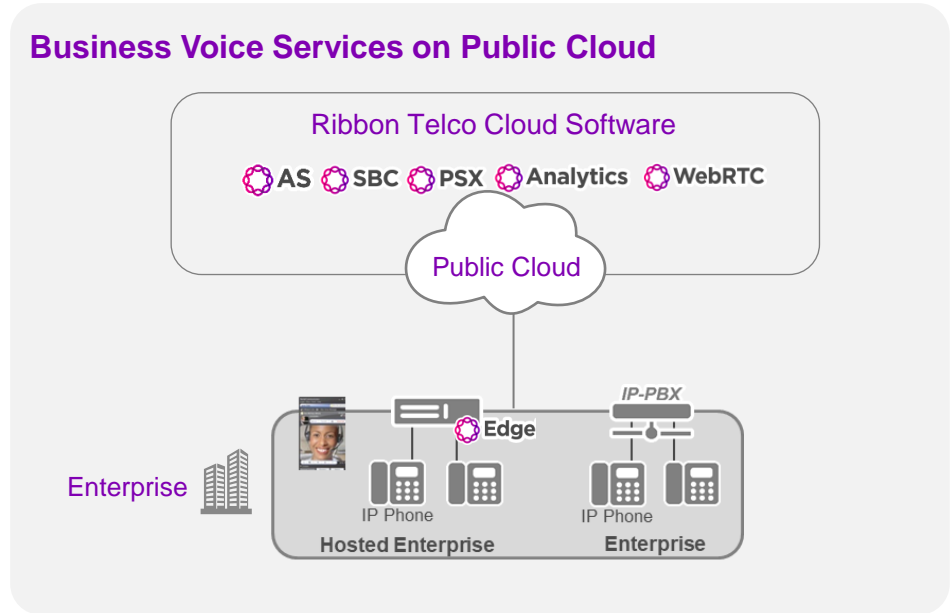 Business Voice Services on Public Cloud
Ribbon Telco Cloud Software
AS SBC PSX Analytics WebRTC
Public Cloud
IP-PBX
Edge
Enterprise
IP Phone
IP Phone
Hosted Enterprise
Enterprise